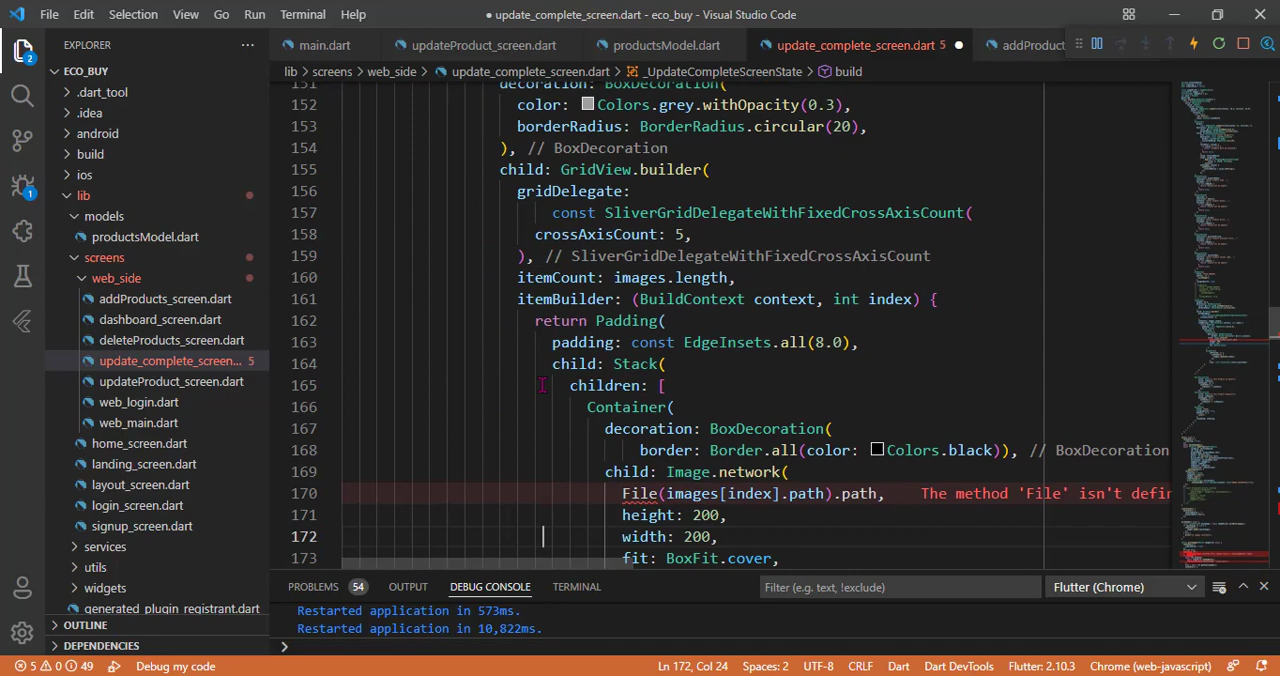 File Edit Selection View Go Run Terminal Help
● update_complete_screen.dart - eco_buy - Visual Studio Code
EXPLORER
main.dart updateProduct_screen.dart productsModel.dart update_complete_screen.dart 5 addProduc
ECO_BUY
lib > screens > web_side > update_complete_screen.dart > _UpdateCompleteScreenState > build
.dart_tool
.idea
android
build
ios
lib
models
productsModel.dart
screens
web_side
addProducts_screen.dart
dashboard_screen.dart
deleteProducts_screen.dart
update_complete_screen... 5
updateProduct_screen.dart
web_login.dart
web_main.dart
home_screen.dart
landing_screen.dart
layout_screen.dart
login_screen.dart
signup_screen.dart
services
utils
widgets
generated_plugin_registrant.dart
OUTLINE
DEPENDENCIES
2
1
151 decoration: BoxDecoration(
152 color: Colors.grey.withOpacity(0.3),
153 borderRadius: BorderRadius.circular(20),
154 ), // BoxDecoration
155 child: GridView.builder(
156 gridDelegate:
157 const SliverGridDelegateWithFixedCrossAxisCount(
158 crossAxisCount: 5,
159 ), // SliverGridDelegateWithFixedCrossAxisCount
160 itemCount: images.length,
161 itemBuilder: (BuildContext context, int index) {
162 return Padding(
163 padding: const EdgeInsets.all(8.0),
164 child: Stack(
165 children: [
166 Container(
167 decoration: BoxDecoration(
168 border: Border.all(color: Colors.black)), // BoxDecoration
169 child: Image.network(
170 File(images[index].path).path, The method 'File' isn't defin
171 height: 200,
172 width: 200,
173 fit: BoxFit.cover,
PROBLEMS 54 OUTPUT DEBUG CONSOLE TERMINAL Filter (e.g. text, !exclude) Flutter (Chrome)
Restarted application in 573ms.
Restarted application in 10,822ms.
5 0 49 Debug my code Ln 172, Col 24 Spaces: 2 UTF-8 CRLF Dart Dart DevTools Flutter: 2.10.3 Chrome (web-javascript)